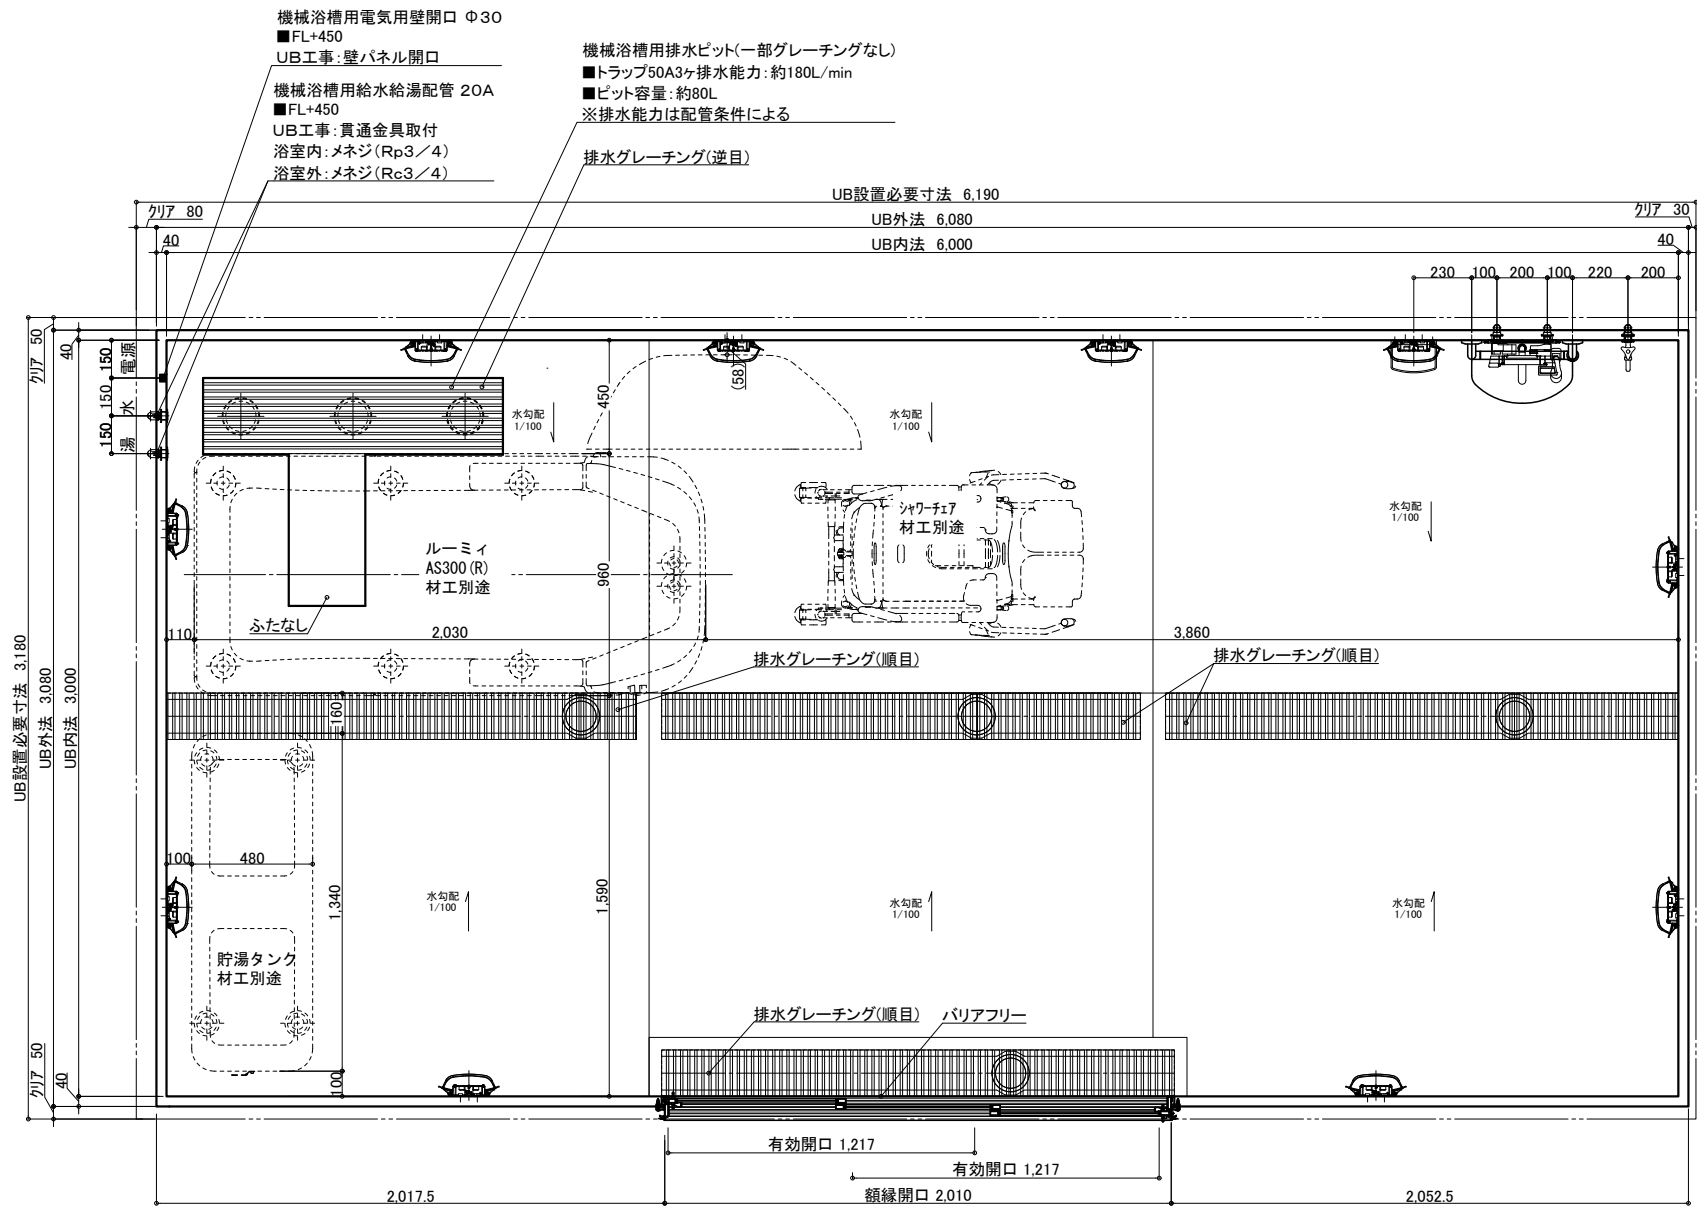 機械浴槽用電気用壁開口 Φ30
■FL+450
UB工事：壁パネル開口
機械浴槽用給水給湯配管 20A
■FL+450
UB工事：貫通金具取付
浴室内：メネジ(Rp3／4)
浴室外：メネジ(Rc3／4)
機械浴槽用排水ピット(一部グレーチングなし)
■トラップ50A3ヶ排水能力：約180L/min
■ピット容量：約80L
※排水能力は配管条件による
排水グレーチング(逆目)
UB設置必要寸法 6,190
クリア 80
クリア 30
UB外法 6,080
40
UB内法 6,000
40
230
100
200
100
220
200
UB設置必要寸法 3,180
クリア 50
UB外法 3,080
40
UB内法 3,000
150
電源
150
水
150
湯
(58)
450
水勾配
1/100
水勾配
1/100
水勾配
1/100
シャワーチェア
材工別途
ルーミィ
AS300(R)
材工別途
960
ふたなし
110
2,030
3,860
排水グレーチング(順目)
排水グレーチング(順目)
160
100
480
1,340
1,590
水勾配
1/100
水勾配
1/100
水勾配
1/100
貯湯タンク
材工別途
排水グレーチング(順目)
バリアフリー
クリア 50
40
100
有効開口 1,217
有効開口 1,217
2,017.5
額縁開口 2,010
2,052.5